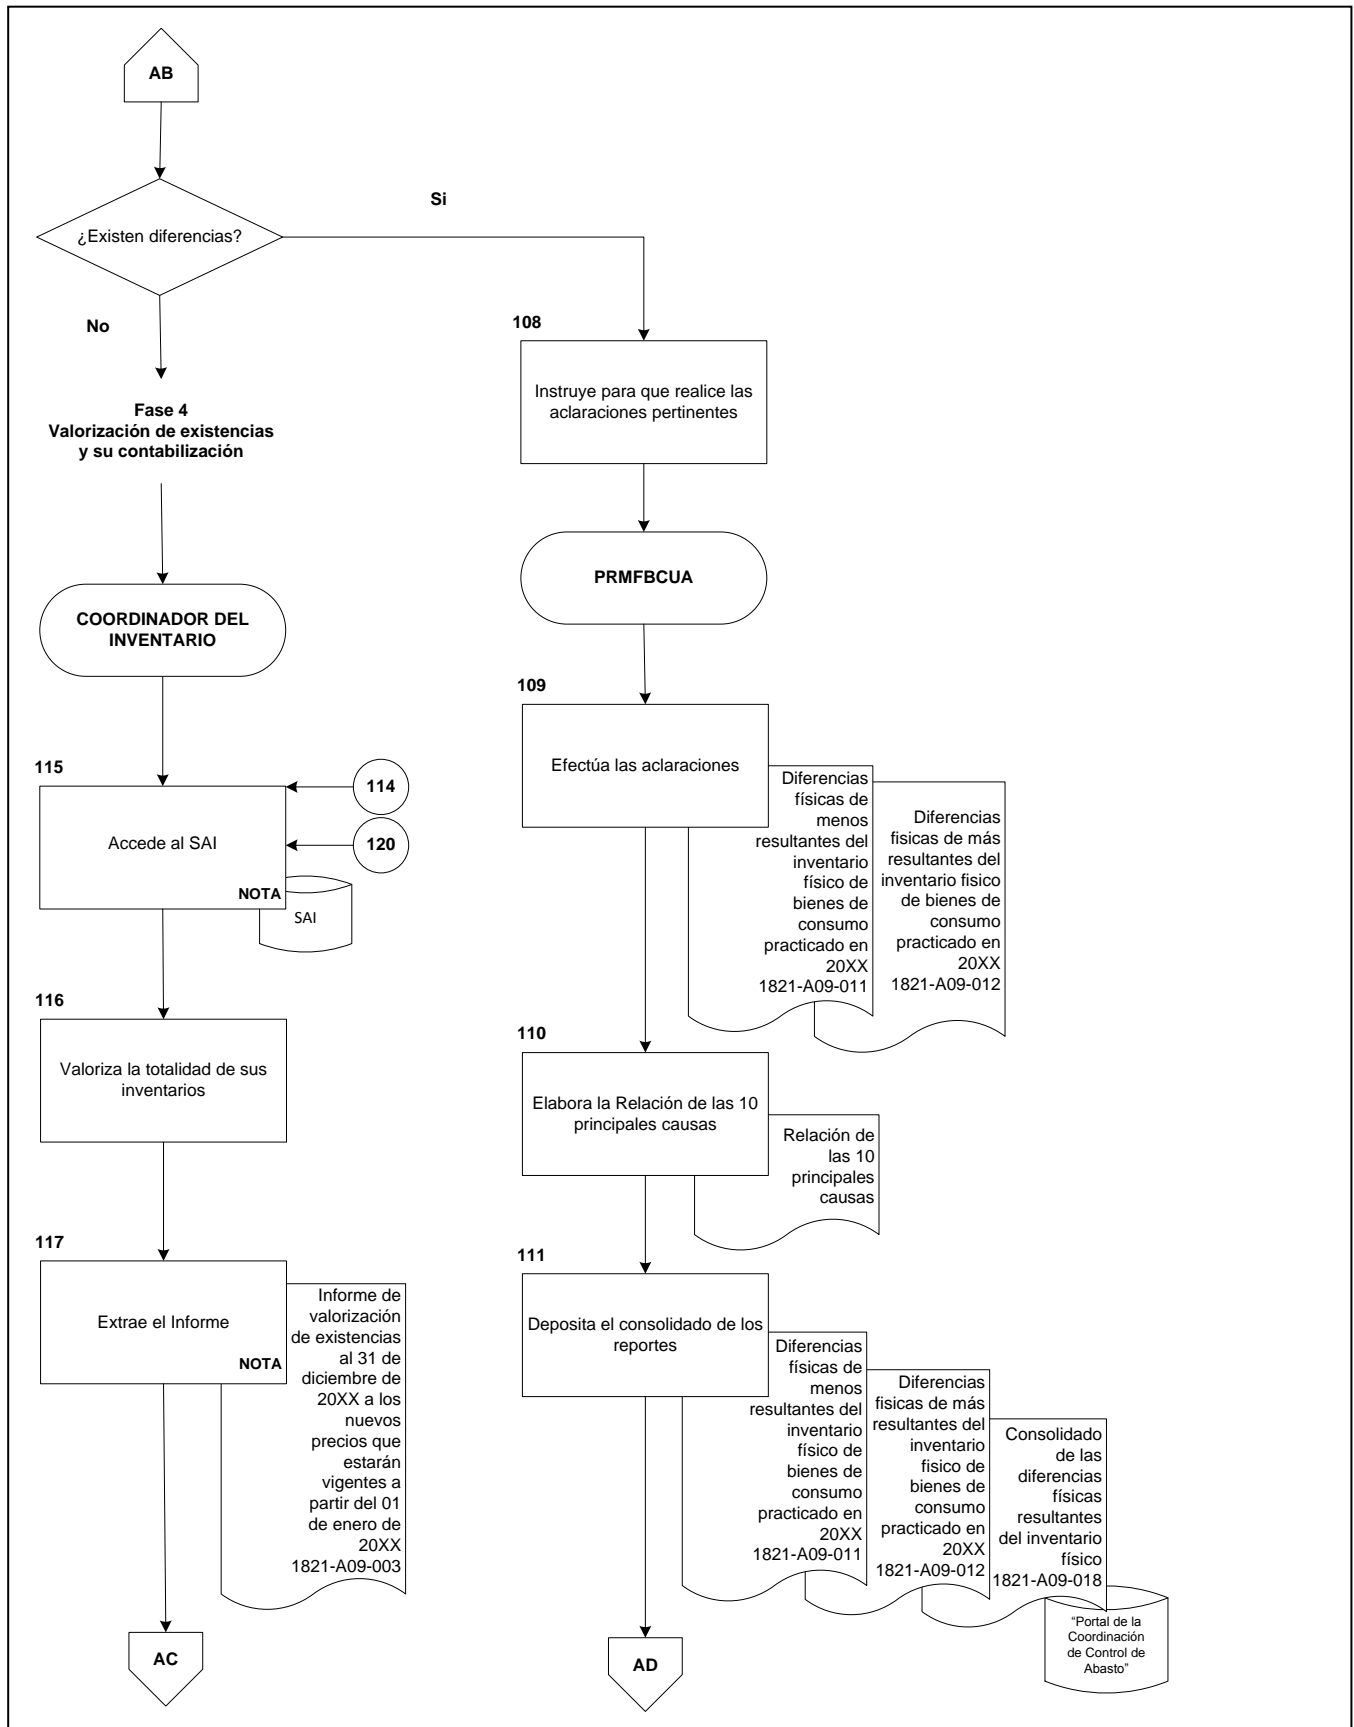 AB
¿Existen diferencias?
Si
No
Fase 4
Valorización de existencias
y su contabilización
COORDINADOR DEL
INVENTARIO
115
Accede al SAI
NOTA
114
120
SAI
116
Valoriza la totalidad de sus
inventarios
117
Extrae el Informe
NOTA
Informe de
valorización
de existencias
al 31 de
diciembre de
20XX a los
nuevos
precios que
estarán
vigentes a
partir del 01
de enero de
20XX
1821-A09-003
AC
108
Instruye para que realice las
aclaraciones pertinentes
PRMFBCUA
109
Efectúa las aclaraciones
Diferencias
físicas de
menos
resultantes del
inventario
físico de
bienes de
consumo
practicado en
20XX
1821-A09-011
Diferencias
fisicas de más
resultantes del
inventario fisico
de bienes de
consumo
practicado en
20XX
1821-A09-012
110
Elabora la Relación de las 10
principales causas
Relación de
las 10
principales
causas
111
Deposita el consolidado de los
reportes
Diferencias
físicas de
menos
resultantes del
inventario
físico de
bienes de
consumo
practicado en
20XX
1821-A09-011
Diferencias
fisicas de más
resultantes del
inventario
fisico de
bienes de
consumo
practicado en
20XX
1821-A09-012
Consolidado
de las
diferencias
físicas
resultantes
del inventario
físico
1821-A09-018
“Portal de la
Coordinación
de Control de
Abasto”
AD